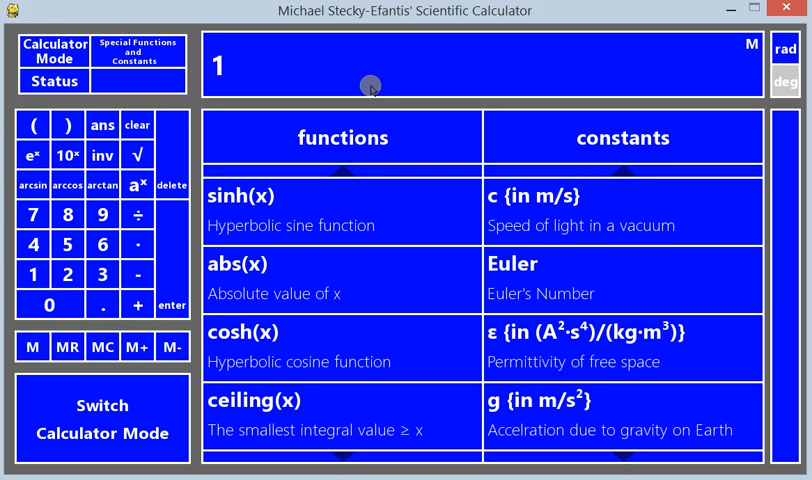 Michael Stecky-Efantis' Scientific Calculator
Calculator
Mode
Special Functions
and
Constants
Status
1
M
rad
deg
( ) ans clear
eˣ 10ˣ inv √
arcsin arccos arctan aˣ delete
7 8 9 ÷
4 5 6 ·
1 2 3 -
0 . + enter
M MR MC M+ M-
Switch
Calculator Mode
functions
constants
sinh(x)
Hyperbolic sine function
c {in m/s}
Speed of light in a vacuum
abs(x)
Absolute value of x
Euler
Euler's Number
cosh(x)
Hyperbolic cosine function
ε {in (A²·s⁴)/(kg·m³)}
Permittivity of free space
ceiling(x)
The smallest integral value ≥ x
g {in m/s²}
Accelration due to gravity on Earth